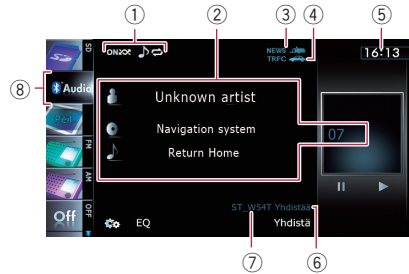 ① ② ③ ④ ⑤
SD
ON
NEWS
TRFC
16:13
⑧
Audio
Unknown artist
Peil
Navigation system
07
FM
Return Home
AM
ST_W54T Yhdistää
Off
OFF
EQ
Yhdistä
⑦ ⑥